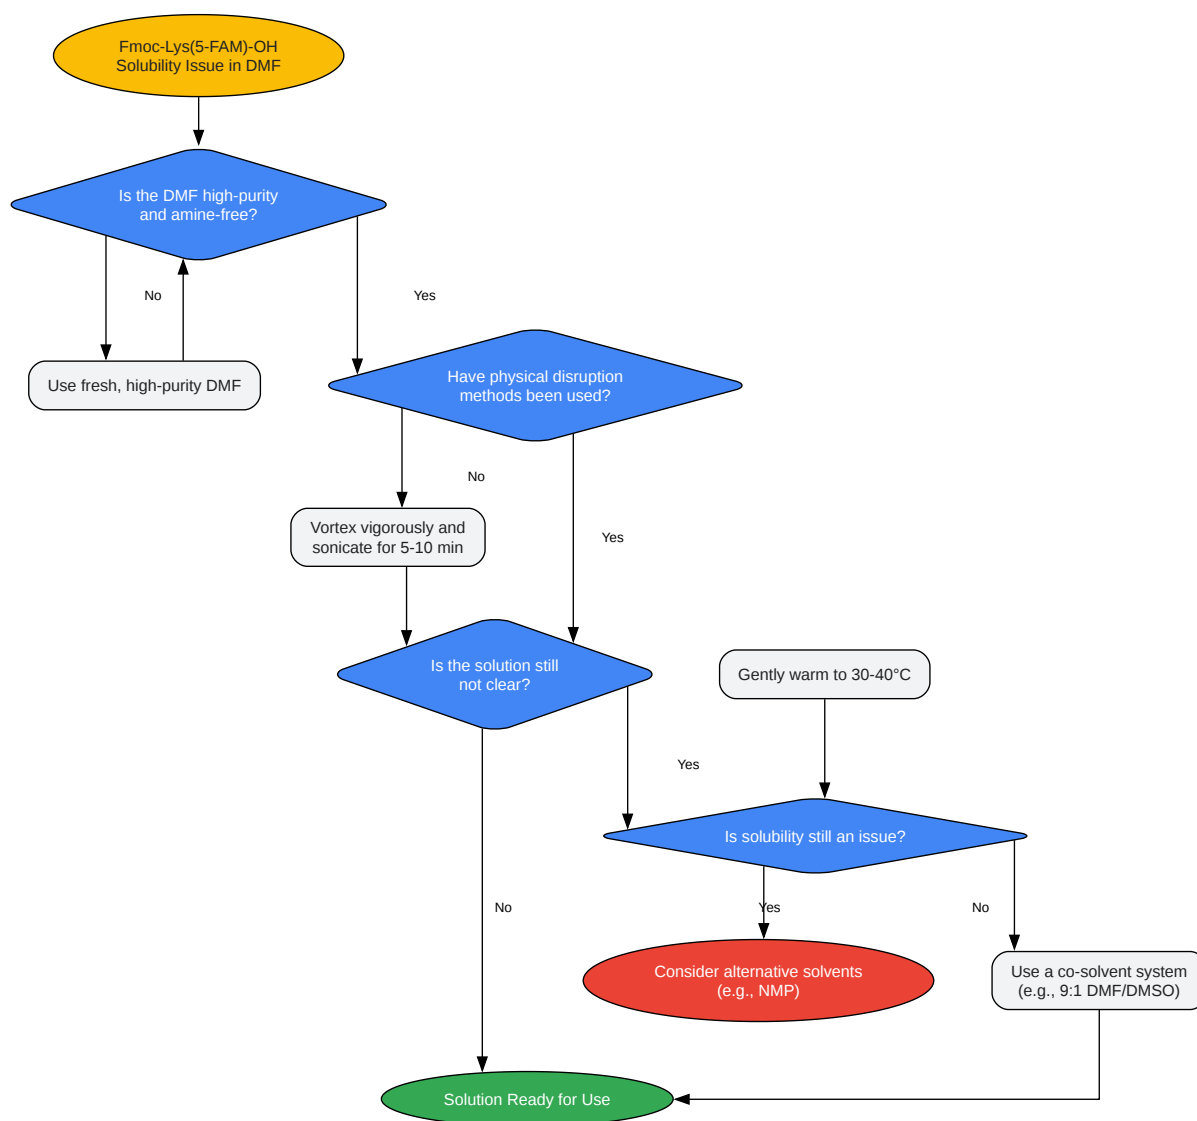 Fmoc-Lys(5-FAM)-OH
Solubility Issue in DMF
Is the DMF high-purity
and amine-free?
No
Yes
Use fresh, high-purity DMF
Have physical disruption
methods been used?
No
Vortex vigorously and
sonicate for 5-10 min
Yes
Is the solution still
not clear?
Gently warm to 30-40°C
Yes
Is solubility still an issue?
No
Yes
No
Consider alternative solvents
(e.g., NMP)
Use a co-solvent system
(e.g., 9:1 DMF/DMSO)
Solution Ready for Use